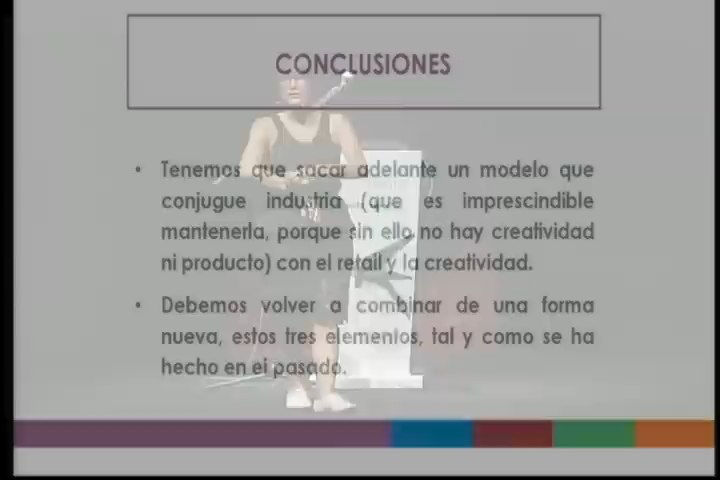 CONCLUSIONES
• Tenemos que sacar adelante un modelo que
conjugue industria (que es imprescindible
mantenerla, porque sin ello no hay creatividad
ni producto) con el retail y la creatividad.
• Debemos volver a combinar de una forma
nueva, estos tres elementos, tal y como se ha
hecho en el pasado.